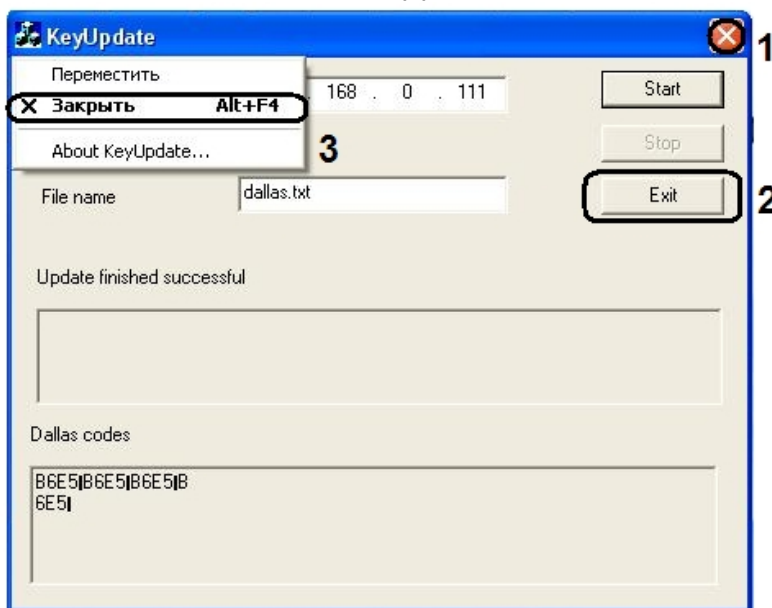 KeyUpdate
1
Переместить
X Закрыть Alt+F4
. 168 . 0 . 111
Start
About KeyUpdate...
3
Stop
File name
dallas.txt
Exit
2
Update finished successful
Dallas codes
B6E5|B6E5|B6E5|B
6E5|